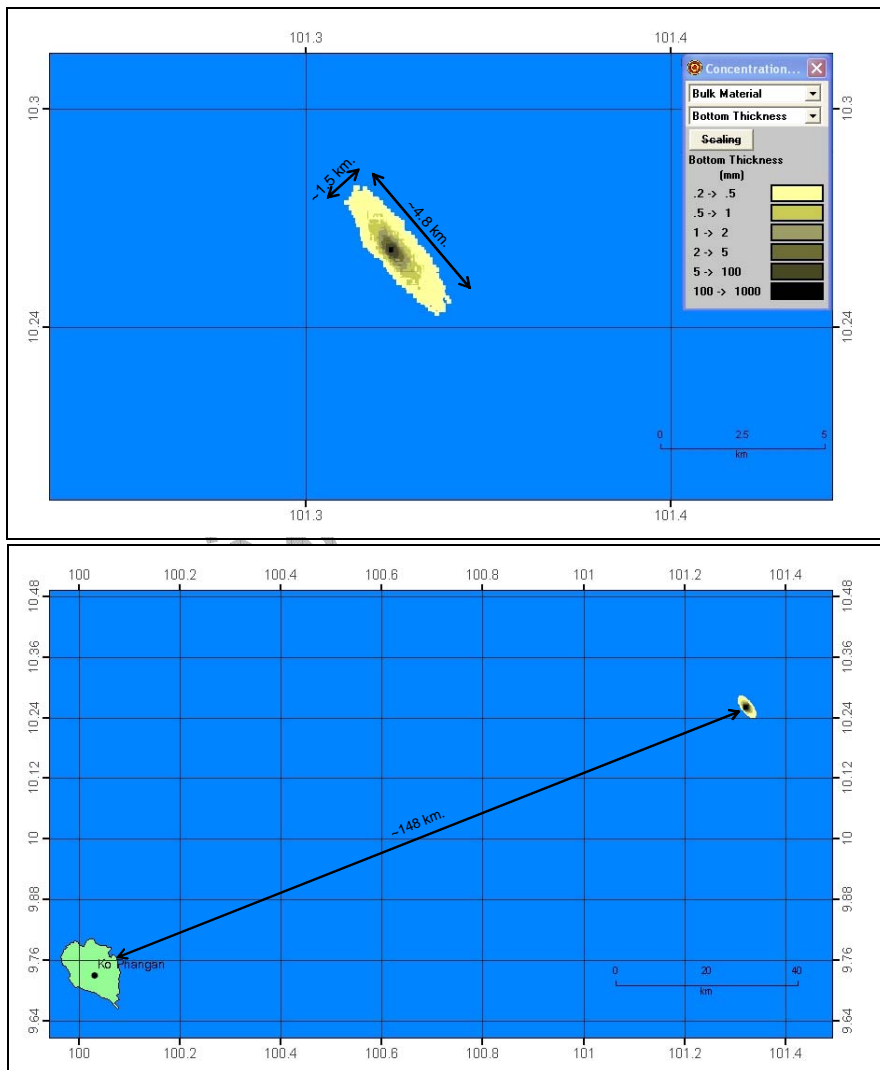 101.3 101.4
10.3 10.3
Concentration...
Bulk Material
Bottom Thickness
Scaling
Bottom Thickness
(mm)
.2 -> .5
.5 -> 1
1 -> 2
2 -> 5
5 -> 100
100 -> 1000
~1.5 km.
~4.8 km.
10.24 10.24
0 2.5 5
km
101.3 101.4
100 100.2 100.4 100.6 100.8 101 101.2 101.4
10.48 10.48
10.36 10.36
10.24 10.24
10.12 10.12
~148 km.
10 10
9.88 9.88
9.76 9.76
Ko Phangan
0 20 40
km
9.64 9.64
100 100.2 100.4 100.6 100.8 101 101.2 101.4